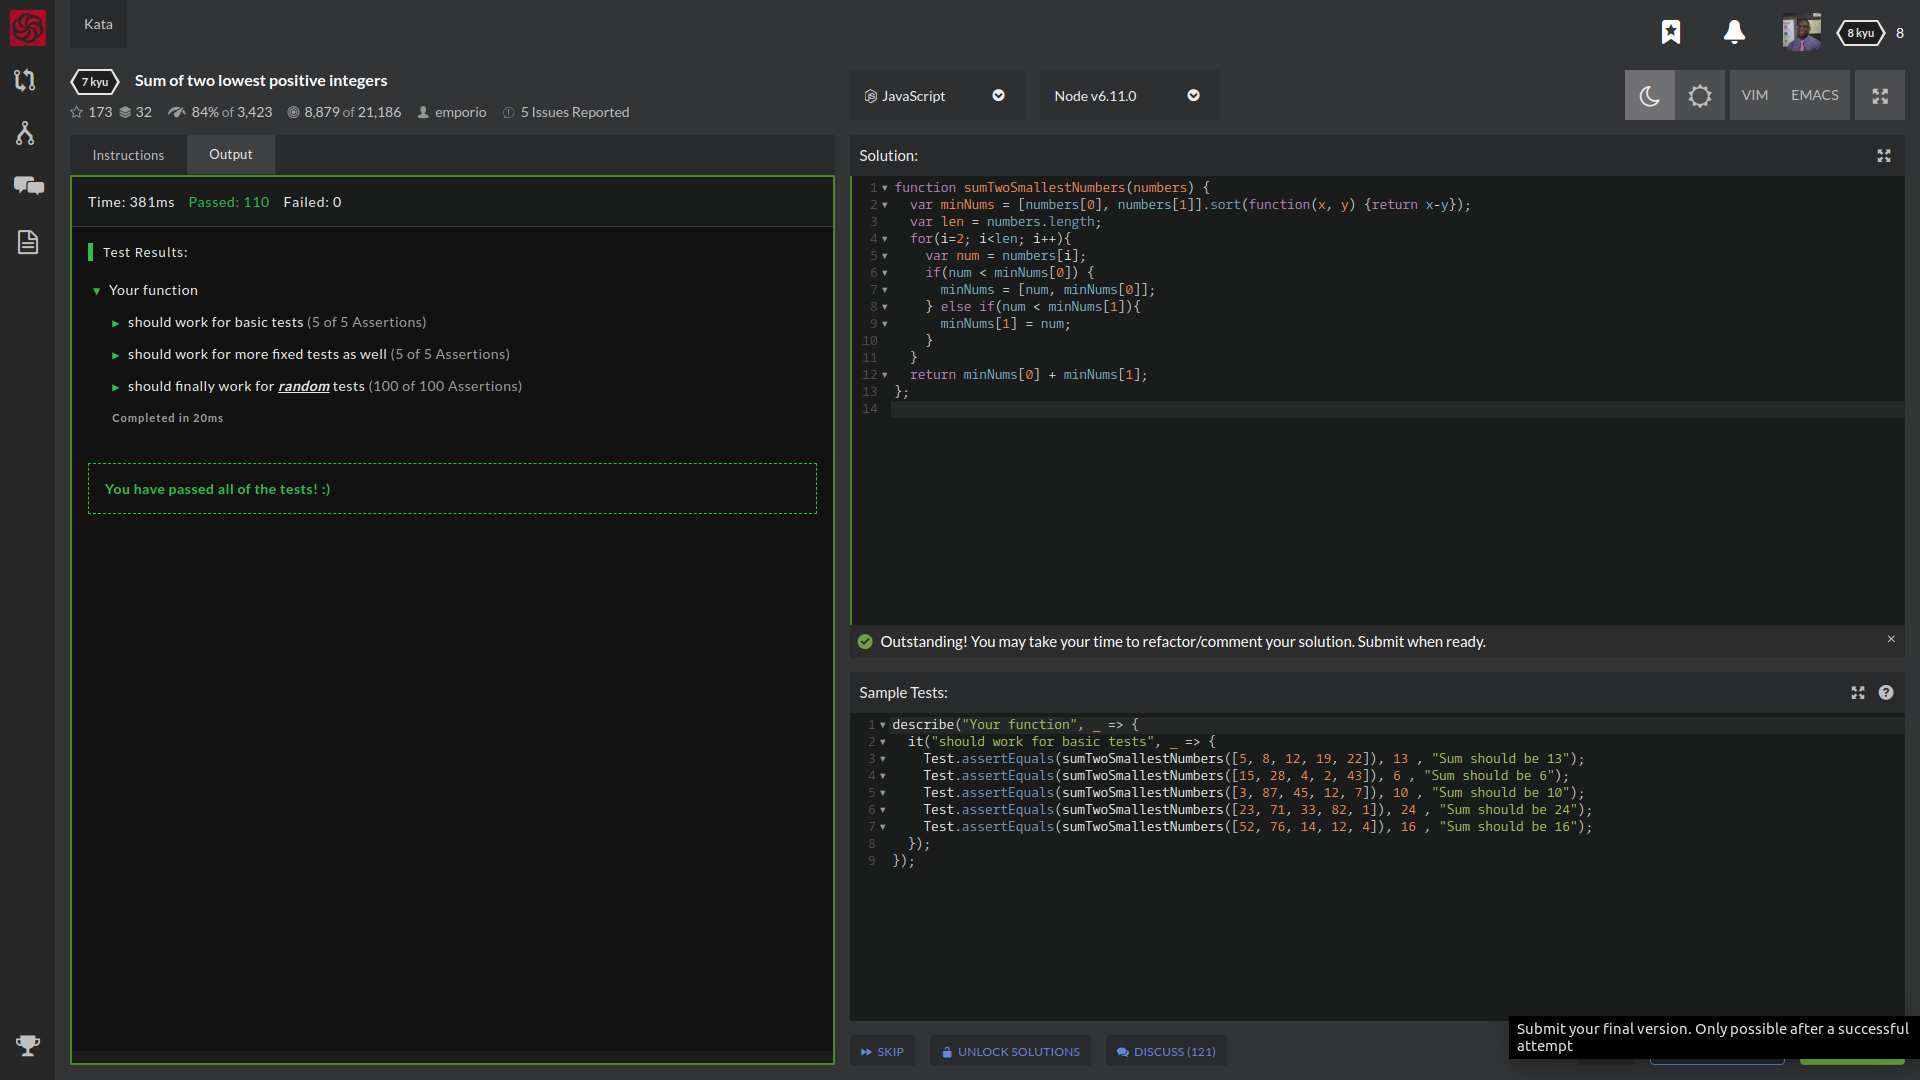 Kata
8 kyu 8
7 kyu Sum of two lowest positive integers
173 32 84% of 3,423 8,879 of 21,186 emporio 5 Issues Reported
JavaScript
Node v6.11.0
VIM EMACS
Instructions Output
Time: 381ms Passed: 110 Failed: 0
Test Results:
Your function
should work for basic tests (5 of 5 Assertions)
should work for more fixed tests as well (5 of 5 Assertions)
should finally work for random tests (100 of 100 Assertions)
Completed in 20ms
You have passed all of the tests! :)
Solution:
1 function sumTwoSmallestNumbers(numbers) {
2 var minNums = [numbers[0], numbers[1]].sort(function(x, y) {return x-y});
3 var len = numbers.length;
4 for(i=2; i<len; i++){
5 var num = numbers[i];
6 if(num < minNums[0]) {
7 minNums = [num, minNums[0]];
8 } else if(num < minNums[1]){
9 minNums[1] = num;
10 }
11 }
12 return minNums[0] + minNums[1];
13 };
14
Outstanding! You may take your time to refactor/comment your solution. Submit when ready. ×
Sample Tests: ?
1 describe("Your function", _ => {
2 it("should work for basic tests", _ => {
3 Test.assertEquals(sumTwoSmallestNumbers([5, 8, 12, 19, 22]), 13 , "Sum should be 13");
4 Test.assertEquals(sumTwoSmallestNumbers([15, 28, 4, 2, 43]), 6 , "Sum should be 6");
5 Test.assertEquals(sumTwoSmallestNumbers([3, 87, 45, 12, 7]), 10 , "Sum should be 10");
6 Test.assertEquals(sumTwoSmallestNumbers([23, 71, 33, 82, 1]), 24 , "Sum should be 24");
7 Test.assertEquals(sumTwoSmallestNumbers([52, 76, 14, 12, 4]), 16 , "Sum should be 16");
8 });
9 });
SKIP UNLOCK SOLUTIONS DISCUSS (121)
Submit your final version. Only possible after a successful
attempt